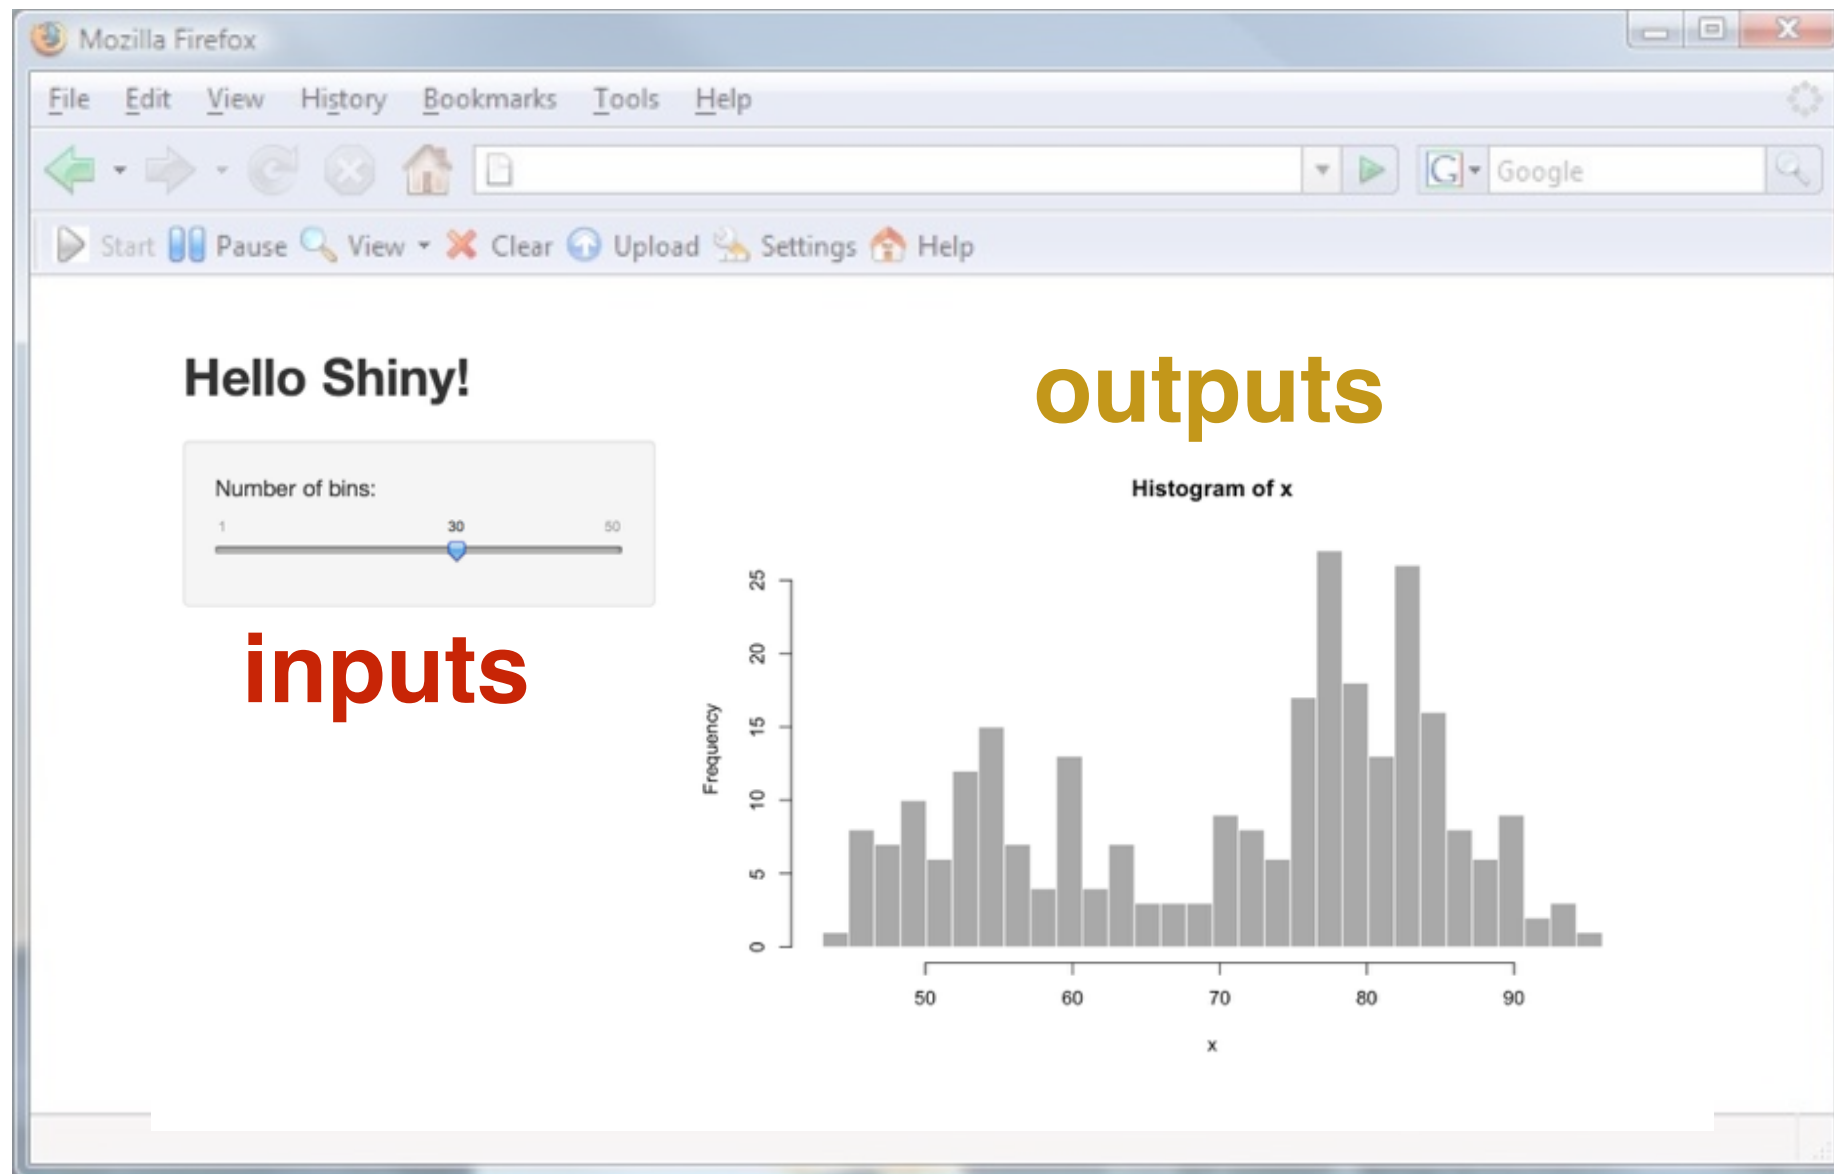 Mozilla Firefox
File Edit View History Bookmarks Tools Help
G Google
Start Pause View Clear Upload Settings Help
Hello Shiny!
outputs
Number of bins:
1 30 50
inputs
Histogram of x
Frequency
0 5 10 15 20 25
50 60 70 80 90
x